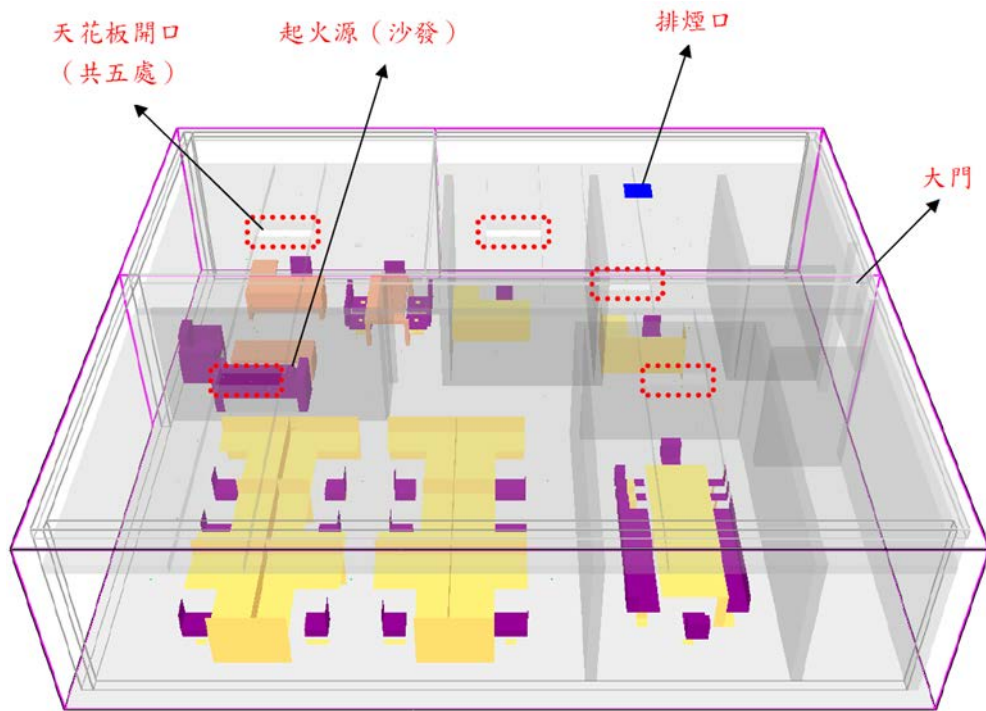 天花板開口
（共五處）
起火源（沙發）
排煙口
大門